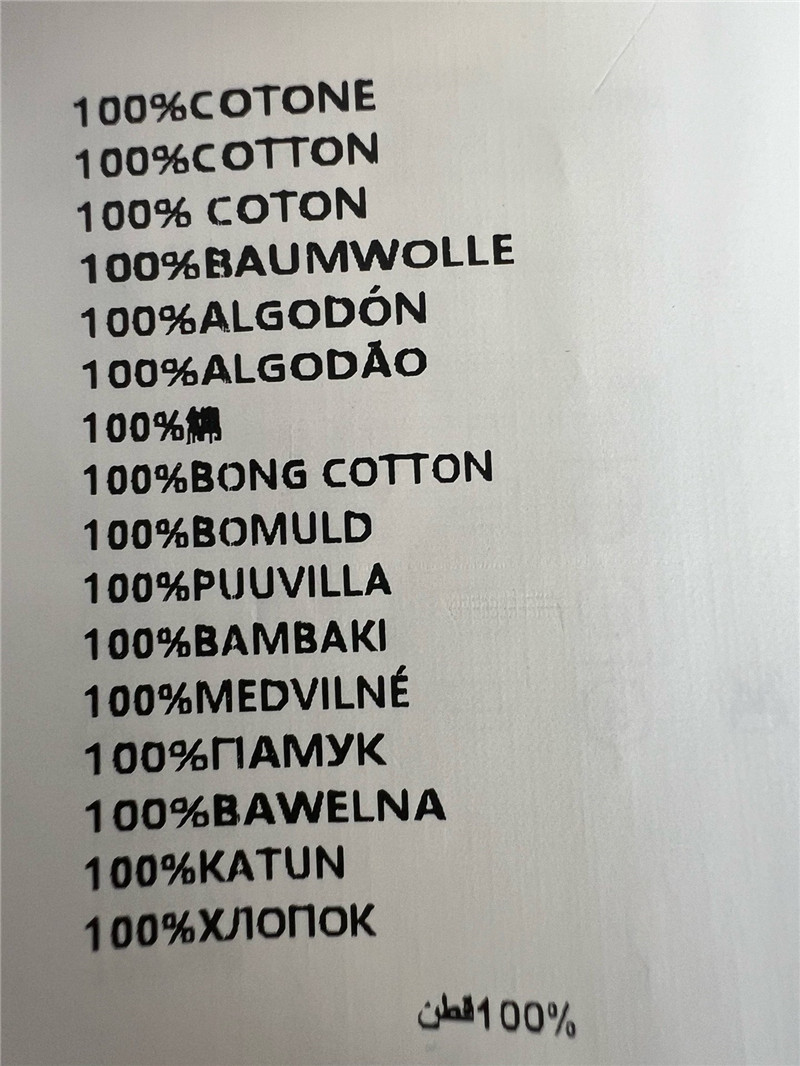 100%COTONE
100%COTTON
100% COTON
100%BAUMWOLLE
100%ALGODÓN
100%ALGODÃO
100%綿
100%BONG COTTON
100%BOMULD
100%PUUVILLA
100%BAMBAKI
100%MEDVILNÉ
100%ПАМУК
100%BAWELNA
100%KATUN
100%ХЛОПОК
100% قطن